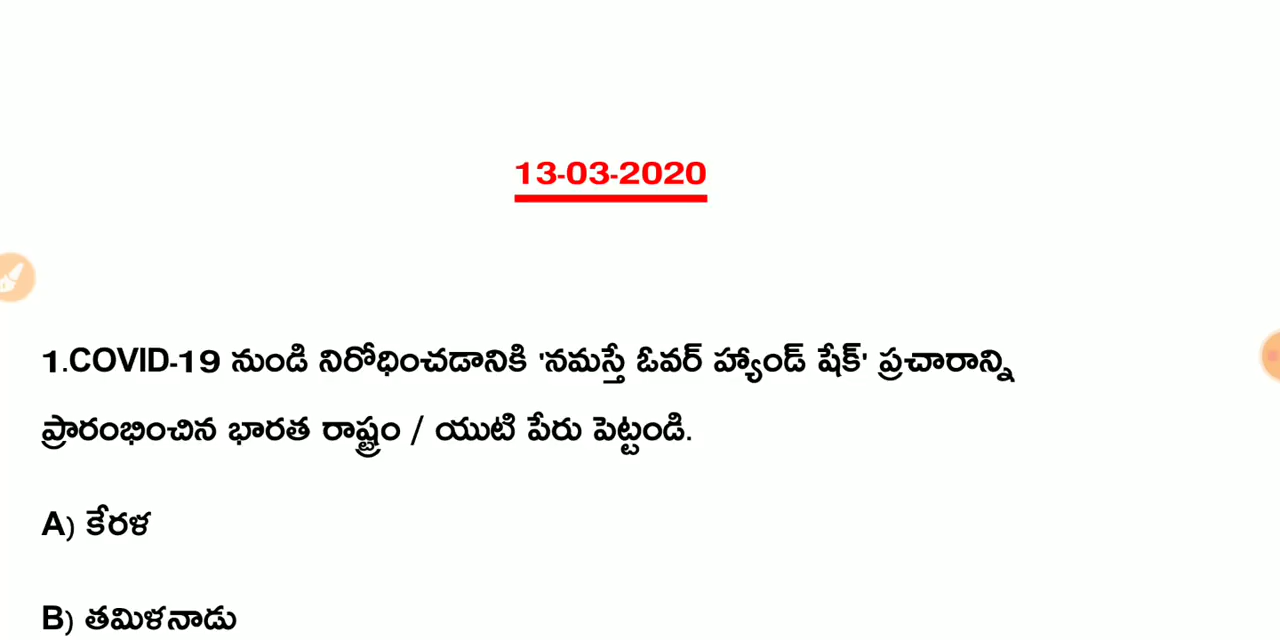 13-03-2020
1.COVID-19 నుండి నిరోధించడానికి 'నమస్తే ఓవర్ హ్యాండ్ షేక్' ప్రచారాన్ని
ప్రారంభించిన భారత రాష్ట్రం / యుటి పేరు పెట్టండి.
A) కేరళ
B) తమిళనాడు